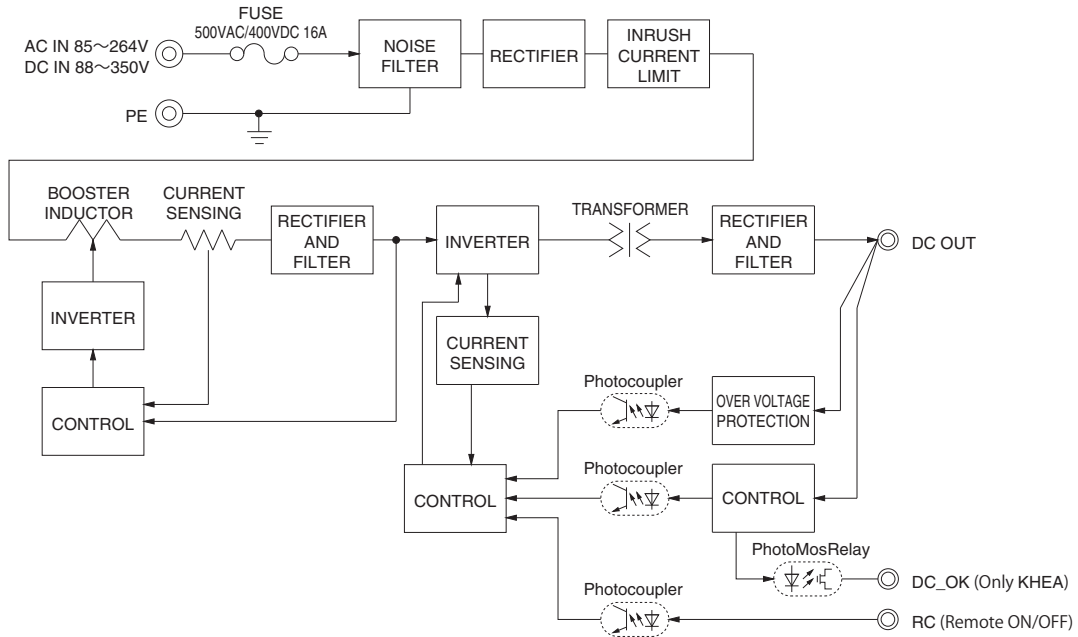 FUSE
500VAC/400VDC 16A
AC IN 85～264V
DC IN 88～350V
NOISE
FILTER
RECTIFIER
INRUSH
CURRENT
LIMIT
PE
BOOSTER
INDUCTOR
CURRENT
SENSING
RECTIFIER
AND
FILTER
INVERTER
TRANSFORMER
RECTIFIER
AND
FILTER
DC OUT
INVERTER
CURRENT
SENSING
CONTROL
Photocoupler
OVER VOLTAGE
PROTECTION
CONTROL
Photocoupler
CONTROL
PhotoMosRelay
DC_OK (Only KHEA)
Photocoupler
RC (Remote ON/OFF)